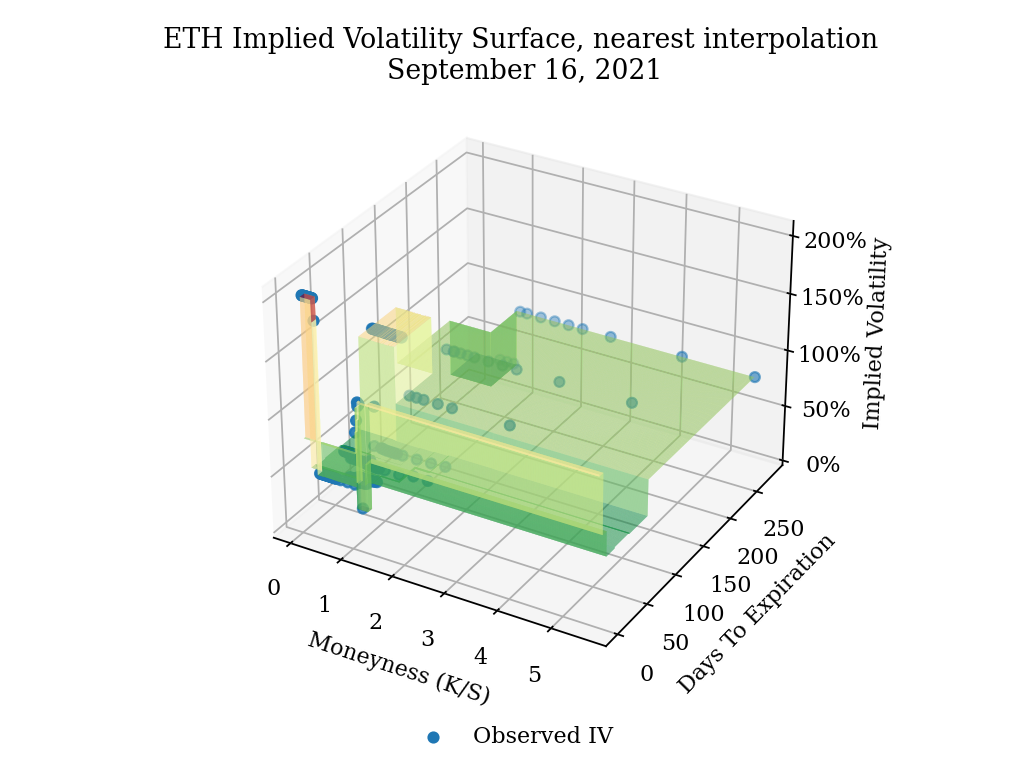 ETH Implied Volatility Surface, nearest interpolation
September 16, 2021
200%
150%
100%
50%
0%
Implied Volatility
0
1
2
3
4
5
Moneyness (K/S)
250
200
150
100
50
0
Days To Expiration
Observed IV